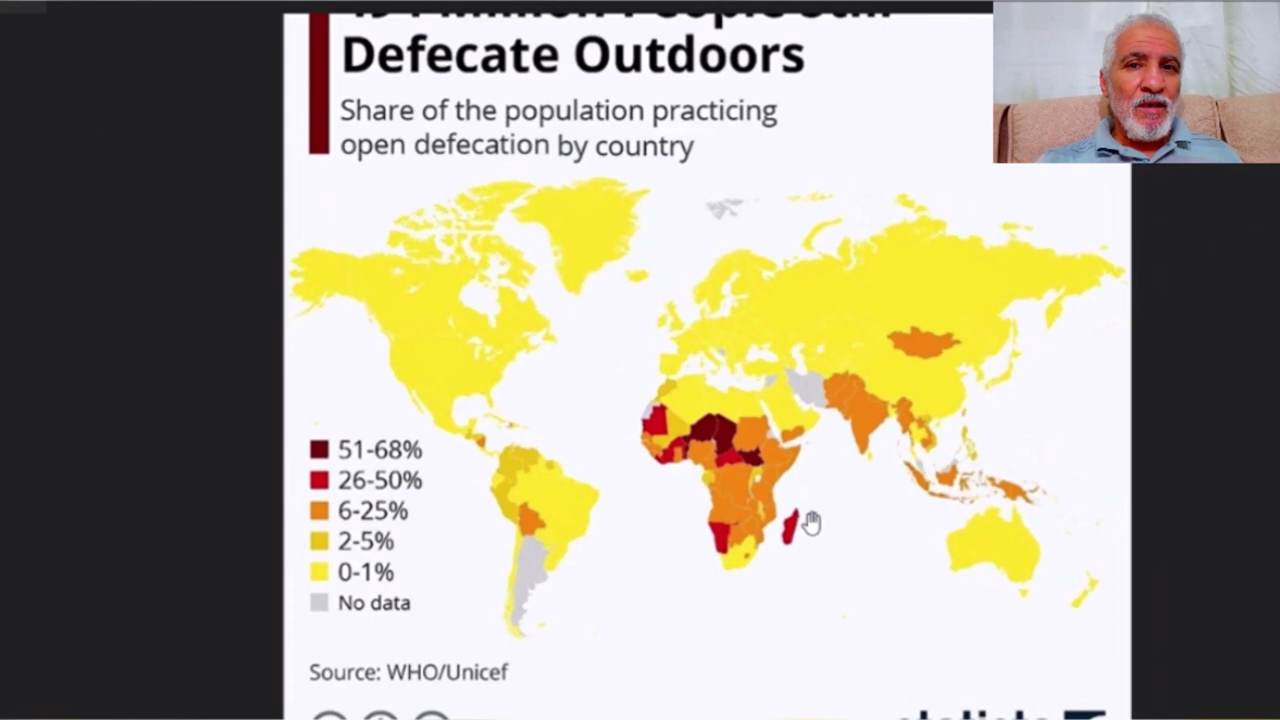 Defecate Outdoors
Share of the population practicing
open defecation by country
51-68%
26-50%
6-25%
2-5%
0-1%
No data
Source: WHO/Unicef